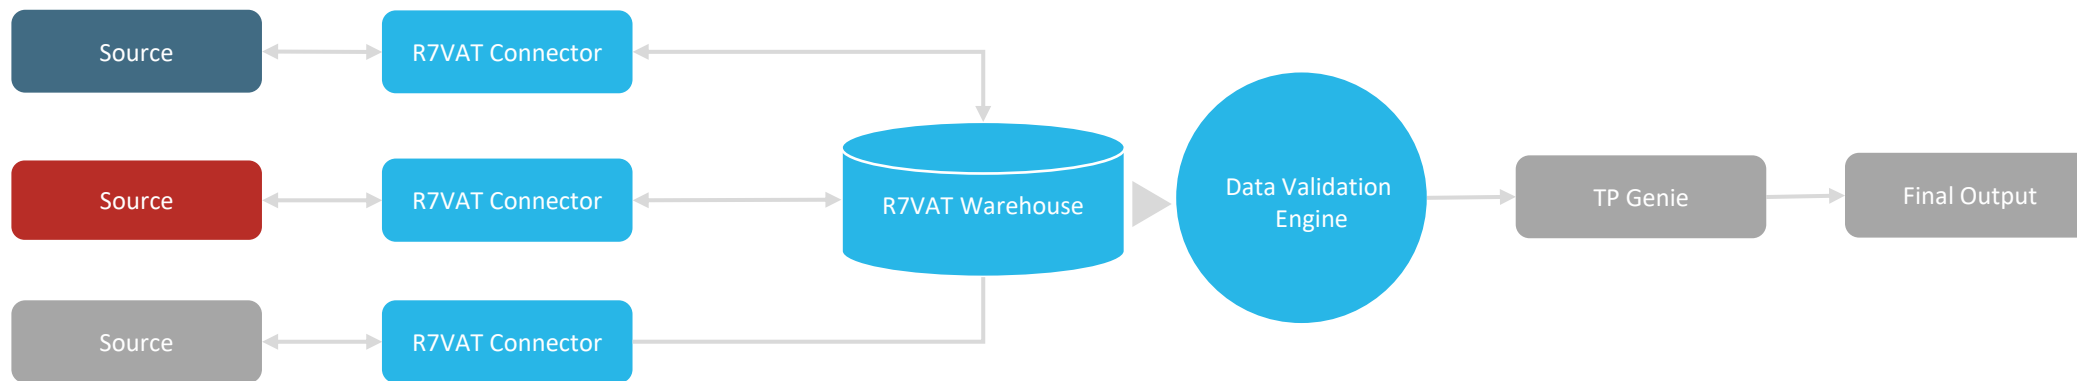 Source
R7VAT Connector
Source
R7VAT Connector
R7VAT Warehouse
Data Validation
Engine
TP Genie
Final Output
Source
R7VAT Connector